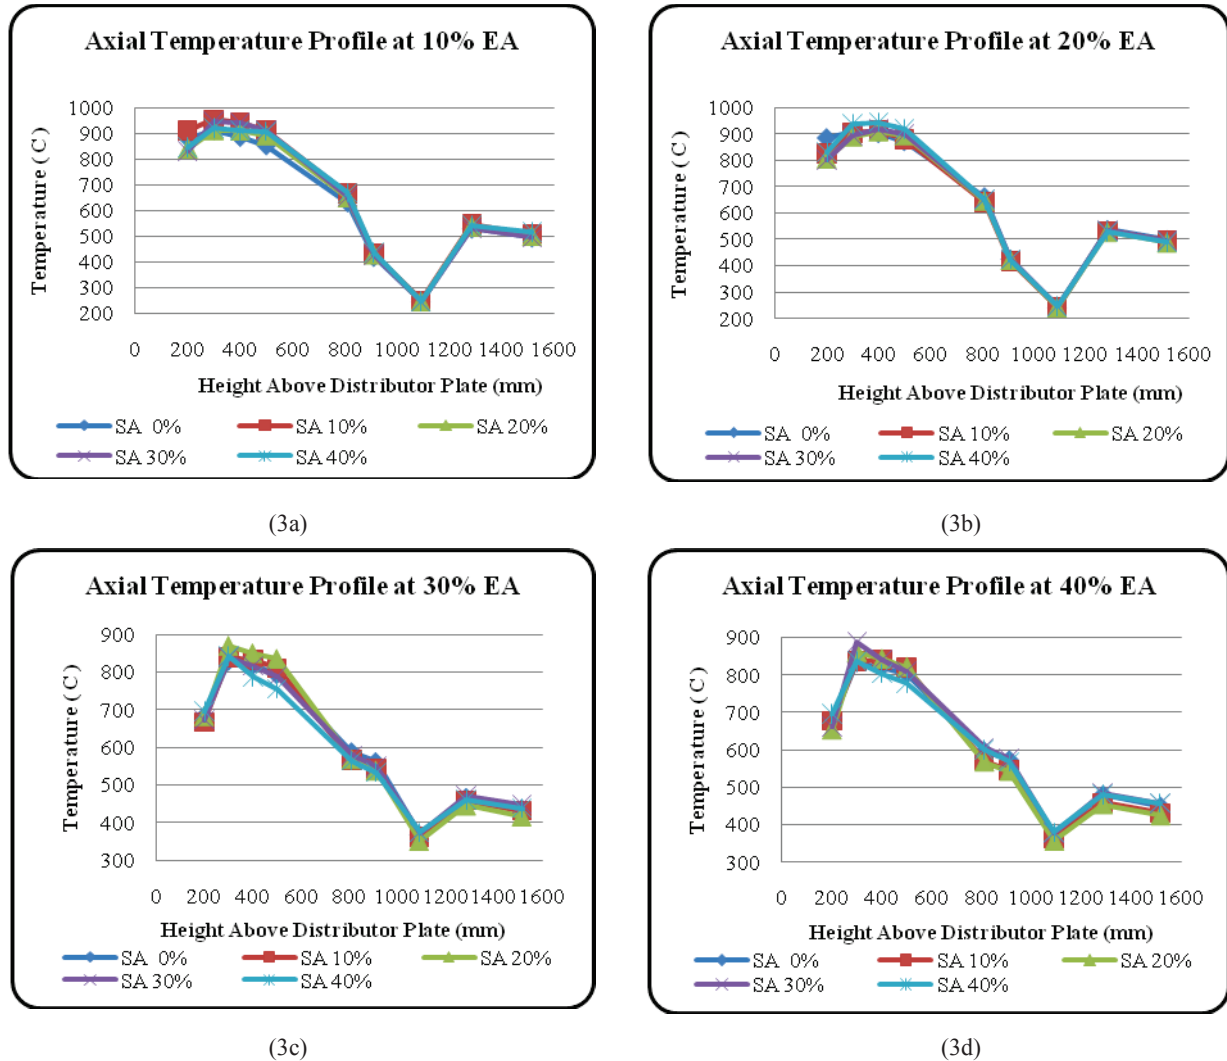 Axial Temperature Profile at 10% EA
Temperature ( C )
1000
900
800
700
600
500
400
300
200
0 200 400 600 800 1000 1200 1400 1600
Height Above Distributor Plate (mm)
SA 0% SA 10% SA 20%
SA 30% SA 40%
(3a)
Axial Temperature Profile at 20% EA
Temperature ( C )
1000
900
800
700
600
500
400
300
200
0 200 400 600 800 1000 1200 1400 1600
Height Above Distributor Plate (mm)
SA 0% SA 10% SA 20%
SA 30% SA 40%
(3b)
Axial Temperature Profile at 30% EA
Temperature ( C )
900
800
700
600
500
400
300
0 200 400 600 800 1000 1200 1400 1600
Height Above Distributor Plate (mm)
SA 0% SA 10% SA 20%
SA 30% SA 40%
(3c)
Axial Temperature Profile at 40% EA
Temperature ( C )
900
800
700
600
500
400
300
0 200 400 600 800 1000 1200 1400 1600
Height Above Distributor Plate (mm)
SA 0% SA 10% SA 20%
SA 30% SA 40%
(3d)